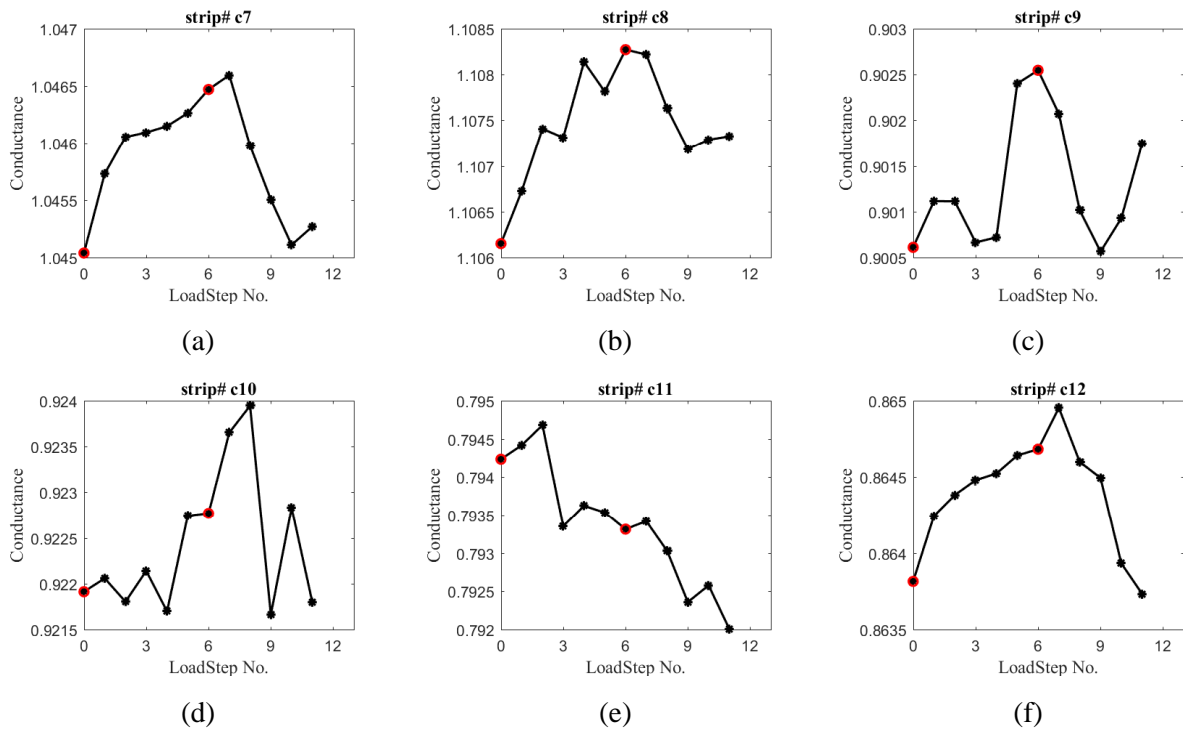 strip# c7
1.047
1.0465
1.046
1.0455
1.045
Conductance
0 3 6 9 12
LoadStep No.
(a)
strip# c8
1.1085
1.108
1.1075
1.107
1.1065
1.106
Conductance
0 3 6 9 12
LoadStep No.
(b)
strip# c9
0.903
0.9025
0.902
0.9015
0.901
0.9005
Conductance
0 3 6 9 12
LoadStep No.
(c)
strip# c10
0.924
0.9235
0.923
0.9225
0.922
0.9215
Conductance
0 3 6 9 12
LoadStep No.
(d)
strip# c11
0.795
0.7945
0.794
0.7935
0.793
0.7925
0.792
Conductance
0 3 6 9 12
LoadStep No.
(e)
strip# c12
0.865
0.8645
0.864
0.8635
Conductance
0 3 6 9 12
LoadStep No.
(f)